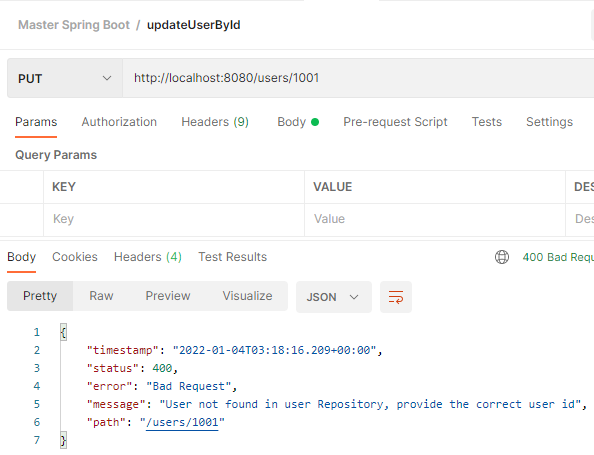 Master Spring Boot / updateUserById
PUT http://localhost:8080/users/1001
Params Authorization Headers (9) Body Pre-request Script Tests Settings
Query Params
KEY VALUE DES
Key Value Des
Body Cookies Headers (4) Test Results 400 Bad Requ
Pretty Raw Preview Visualize JSON
1 {
2 "timestamp": "2022-01-04T03:18:16.209+00:00",
3 "status": 400,
4 "error": "Bad Request",
5 "message": "User not found in user Repository, provide the correct user id",
6 "path": "/users/1001"
7 }